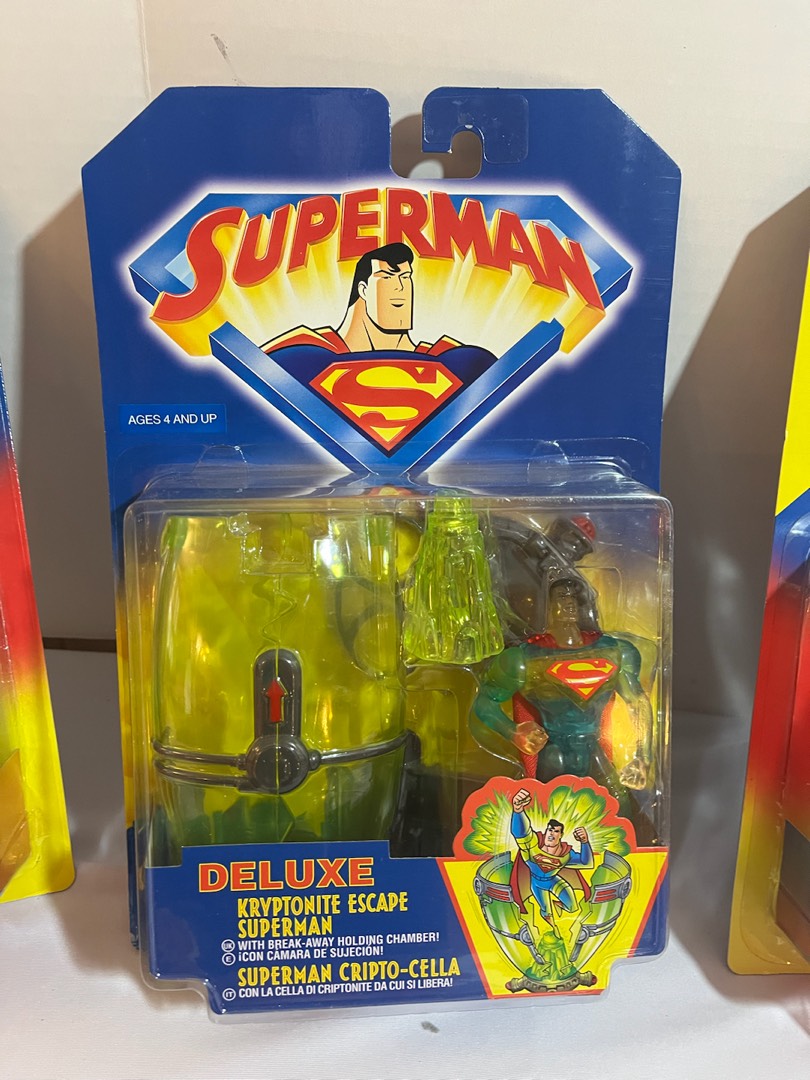 SUPERMAN
AGES 4 AND UP
DELUXE
KRYPTONITE ESCAPE
SUPERMAN
UK WITH BREAK-AWAY HOLDING CHAMBER!
E ¡CON CÁMARA DE SUJECIÓN!
SUPERMAN CRIPTO-CELLA
IT CON LA CELLA DI CRIPTONITE DA CUI SI LIBERA!